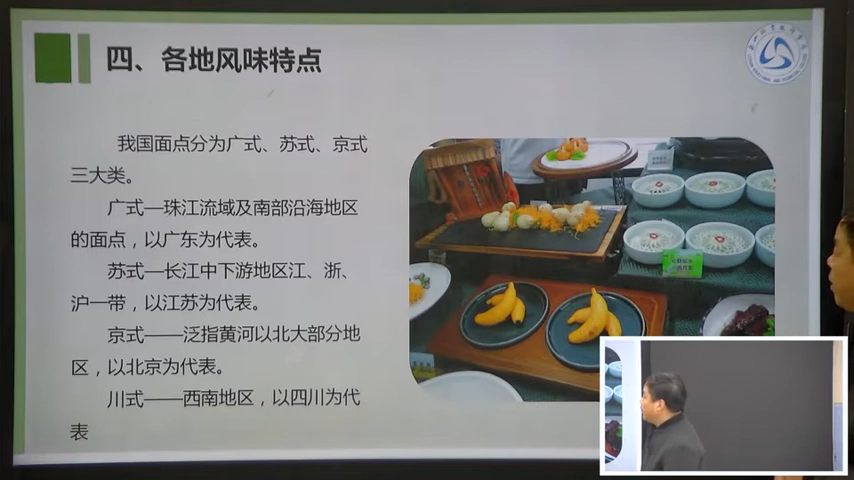 四、各地风味特点
我国面点分为广式、苏式、京式
三大类。
广式—珠江流域及南部沿海地区
的面点，以广东为代表。
苏式—长江中下游地区江、浙、
沪一带，以江苏为代表。
京式——泛指黄河以北大部分地
区，以北京为代表。
川式——西南地区，以四川为代
表